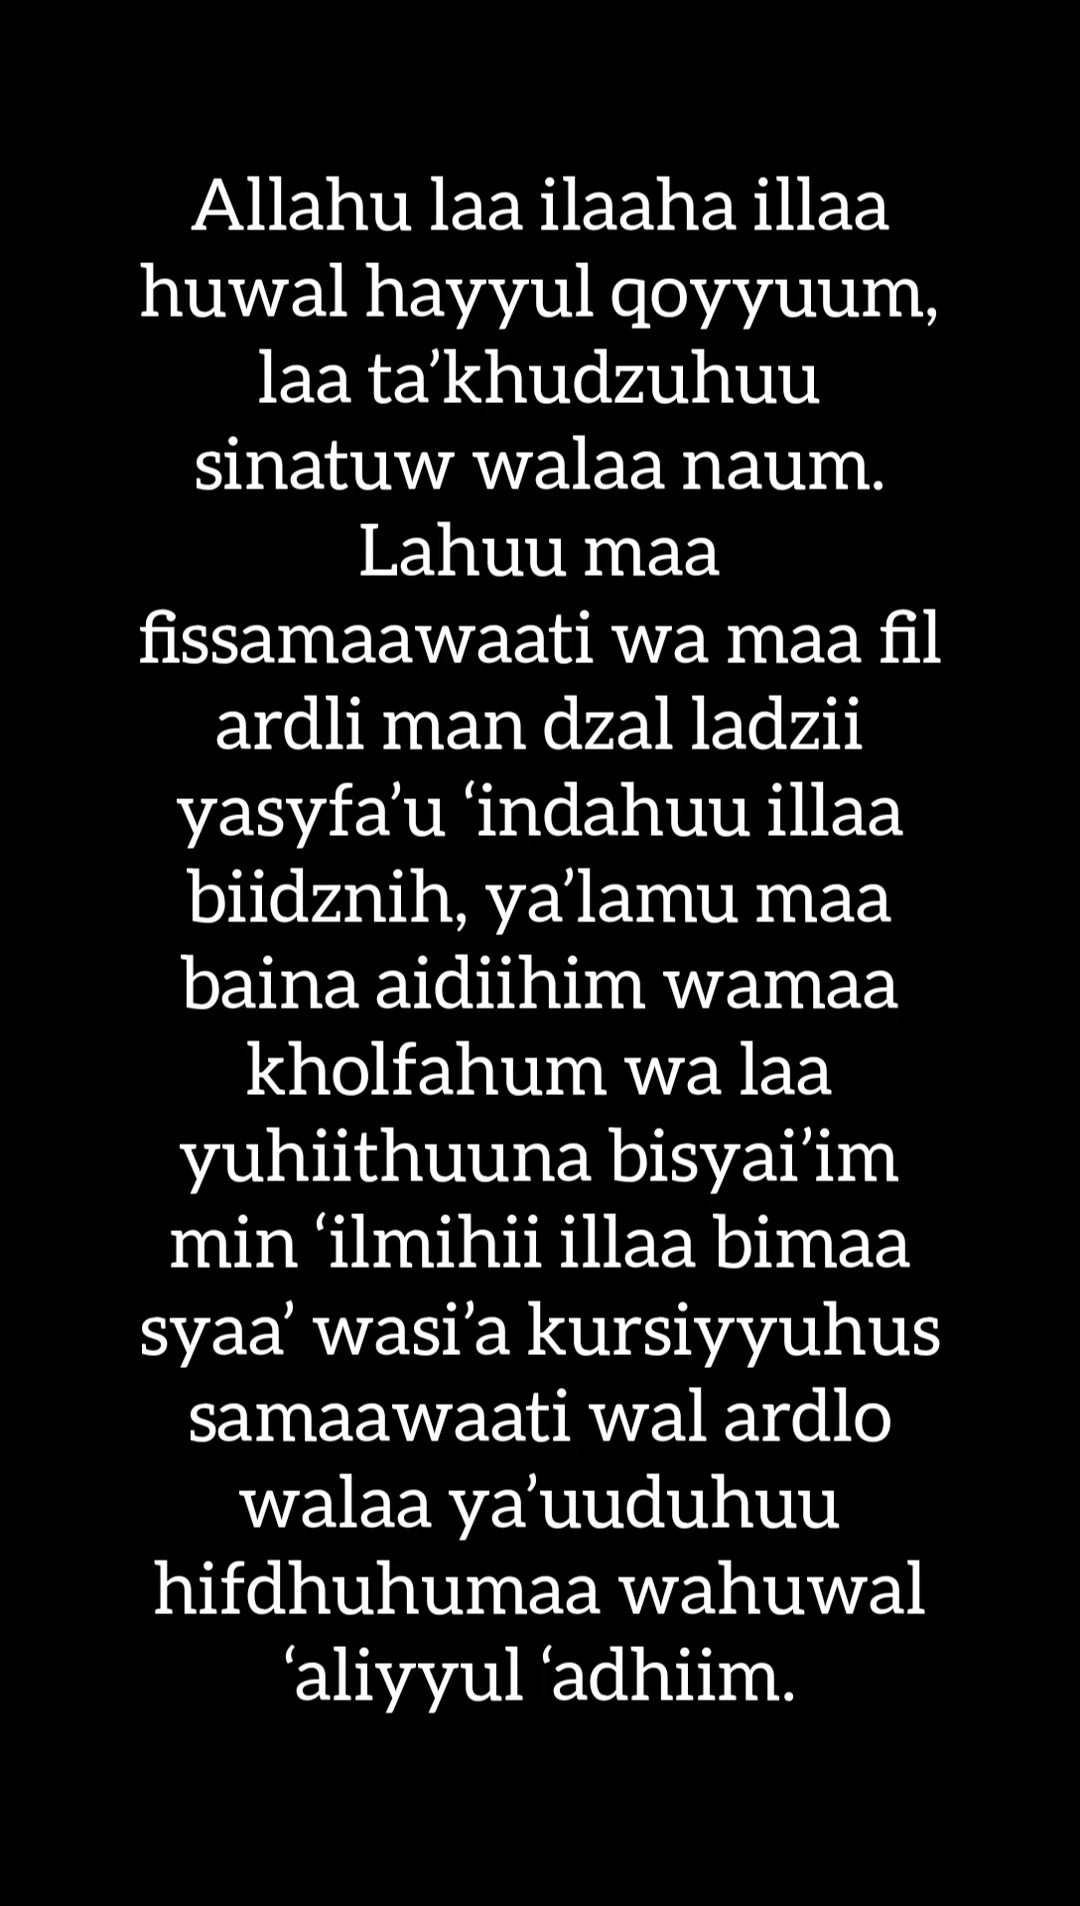 Allahu laa ilaaha illaa
huwal hayyul qoyyuum,
laa ta’khudzuhuu
sinatuw walaa naum.
Lahuu maa
fissamaawaati wa maa fil
ardli man dzal ladzii
yasyfa’u ‘indahuu illaa
biidznih, ya’lamu maa
baina aidiihim wamaa
kholfahum wa laa
yuhiithuuna bisyai’im
min ‘ilmihii illaa bimaa
syaa’ wasi’a kursiyyuhus
samaawaati wal ardlo
walaa ya’uuduhuu
hifdhuhumaa wahuwal
‘aliyyul ‘adhiim.